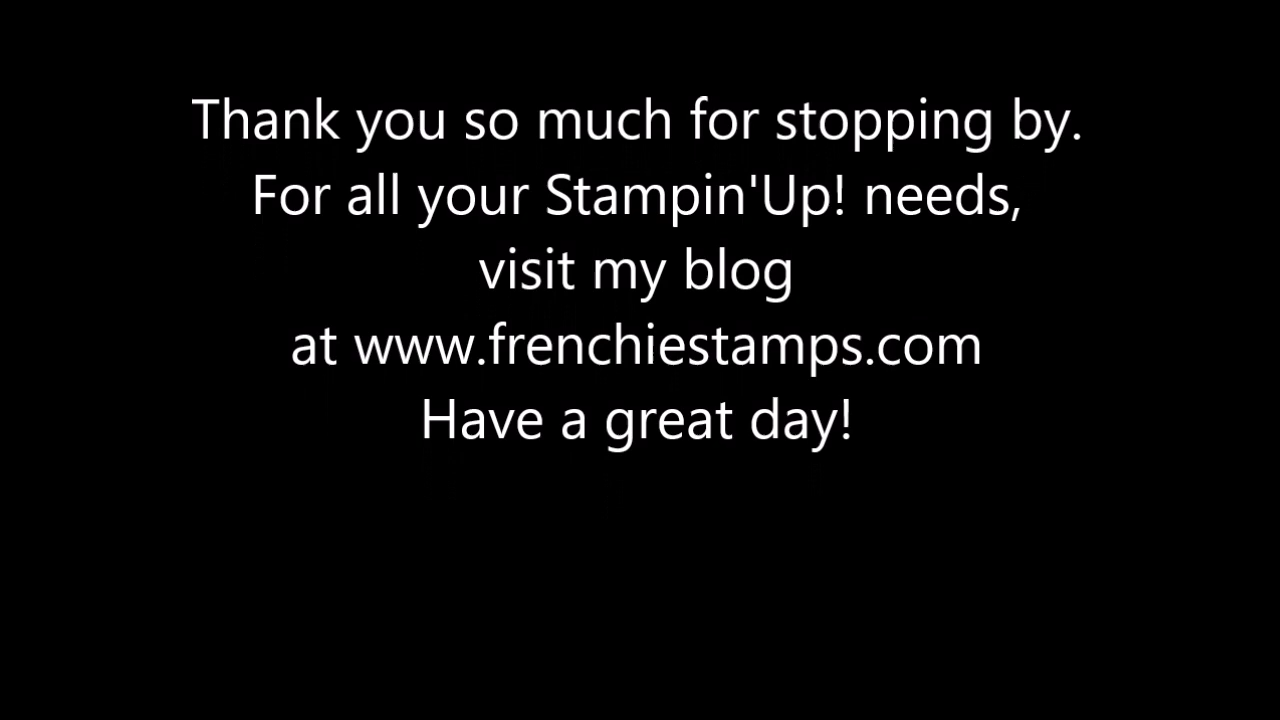 Thank you so much for stopping by.
For all your Stampin'Up! needs,
visit my blog
at www.frenchiestamps.com
Have a great day!